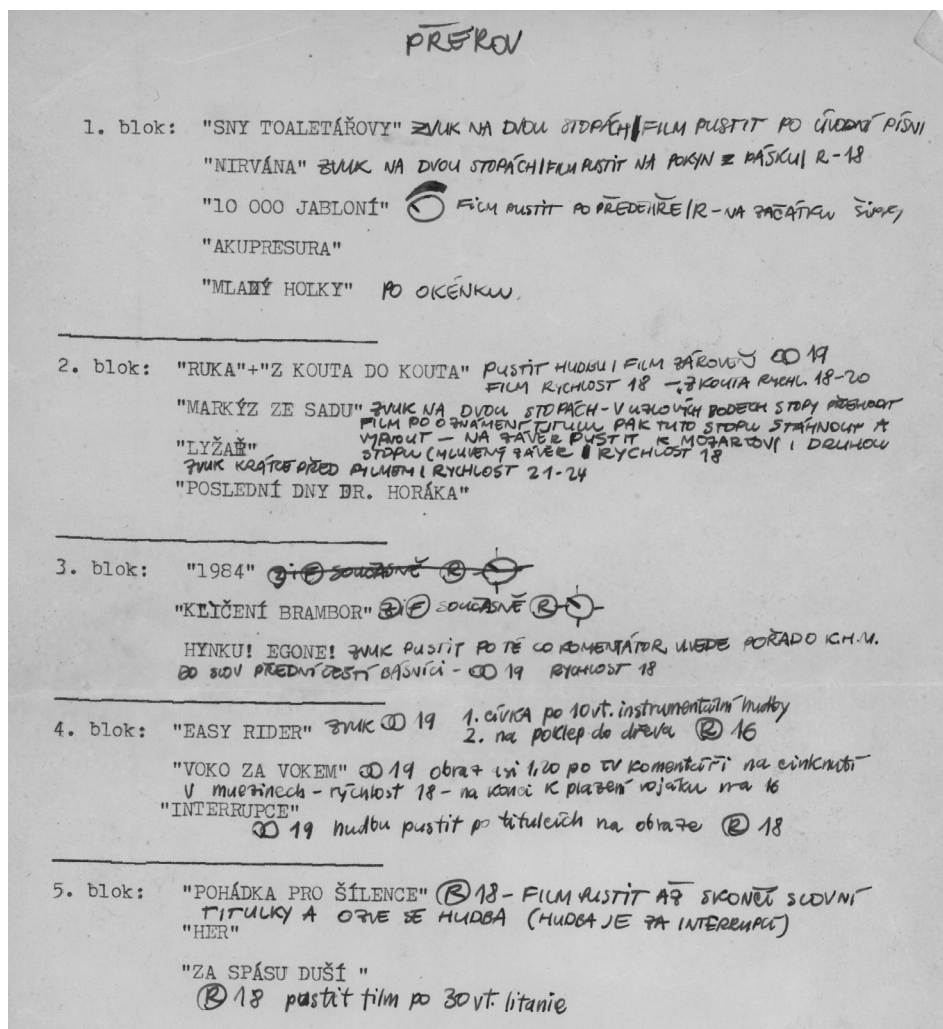 PŘEROV
1. blok: "SNY TOALETÁŘOVY" ZVUK NA DVOU STOPÁCH/FILM PUSTIT PO ÚVODNÍ PÍSNI
"NIRVÁNA" ZVUK NA DVOU STOPÁCH/FILM PUSTIT NA POKYN Z PÁSKU/ R-18
"10 000 JABLONÍ" FILM PUSTIT PO PŘEDEHŘE/R-NA ZAČÁTKU ŠIPKY
"AKUPRESURA"
"MLADÝ HOLKY" PO OKÉNKU.
2. blok: "RUKA"+"Z KOUTA DO KOUTA" PUSTIT HUDBU I FILM ZÁROVEŇ 19
FILM RYCHLOST 18 - Z KOUTA RYCHL. 18-20
"MARKÝZ ZE SADU" ZVUK NA DVOU STOPÁCH - V UZLOVÝCH BODECH STOPY PŘEHODIT
FILM PO OZNÁMENÍ TITULU PAK TUTO STOPU STÁHNOUT A
VYPNOUT - NA ZÁVĚR PUSTIT K MOZARTOVI I DRUHOU
"LYŽAŘ" STOPU (MLUVENÝ ZÁVĚR RYCHLOST 18
ZVUK KRÁTCE PŘED FILMEM/RYCHLOST 21-24
"POSLEDNÍ DNY DR. HORÁKA"
3. blok: "1984" Z i F SOUČASNĚ R
"KLÍČENÍ BRAMBOR" Z i F SOUČASNĚ R
HYNKU! EGONE! ZVUK PUSTIT PO TÉ CO KOMENTÁTOR UVEDE POŘAD O K.H.M.
DO SLOV PŘEDNÍ ČEŠTÍ BÁSNÍCI - 19 RYCHLOST 18
4. blok: "EASY RIDER" ZVUK 19 1. CÍVKA po 10vt. instrumentální hudby
2. na poklep do dřeva R 16
"VOKO ZA VOKEM" 19 obraz asi 1,20 po TV komentáři na cinknutí
v muezinech - rychlost 18 - na konci k plazení vojáku na 16
"INTERRUPCE"
19 hudbu pustit po titulcích na obraze R 18
5. blok: "POHÁDKA PRO ŠÍLENCE" R 18 - FILM PUSTIT AŽ SKONČÍ SLOVNÍ
TITULKY A OZVE SE HUDBA (HUDBA JE ZA INTERRUPCÍ)
"HER"
"ZA SPÁSU DUŠÍ "
R 18 pustit film po 30 vt. litanie